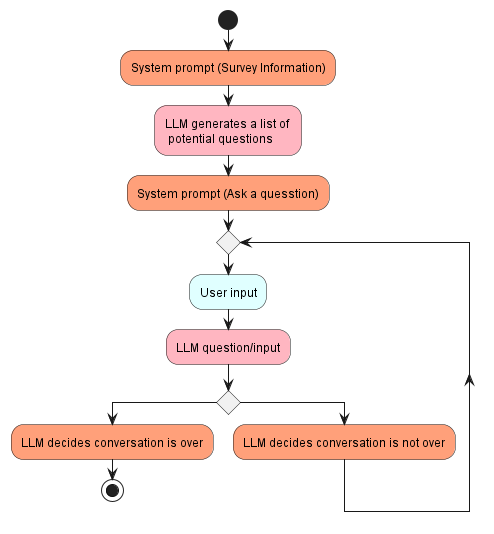 System prompt (Survey Information)
LLM generates a list of
potential questions
System prompt (Ask a quesstion)
User input
LLM question/input
LLM decides conversation is over
LLM decides conversation is not over